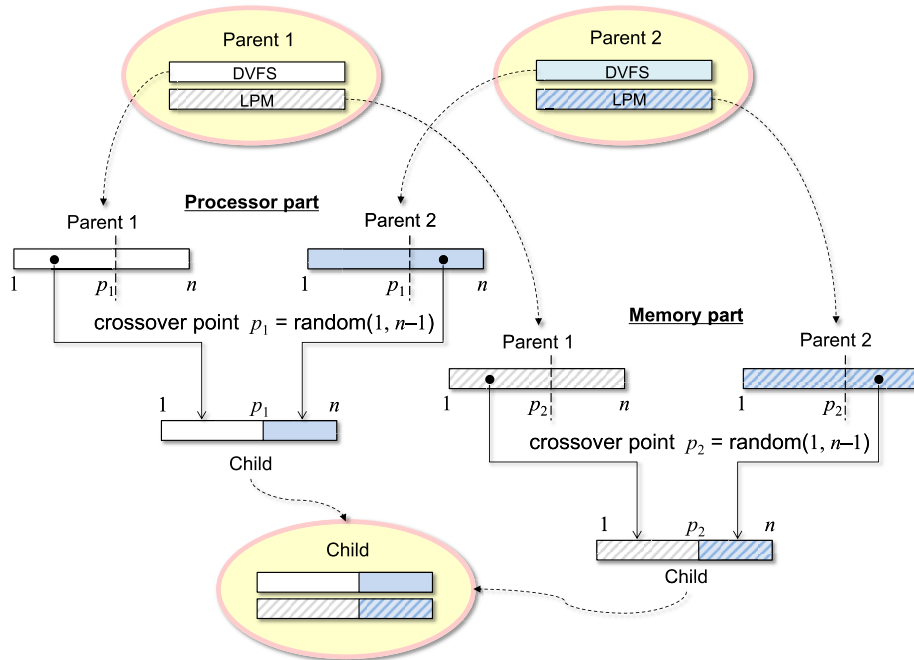 Parent 1
DVFS
LPM
Parent 2
DVFS
LPM
Processor part
Parent 1
1 p1 n
Parent 2
1 p1 n
crossover point p1 = random(1, n–1)
1 p1 n
Child
Memory part
Parent 1
1 p2 n
Parent 2
1 p2 n
crossover point p2 = random(1, n–1)
1 p2 n
Child
Child